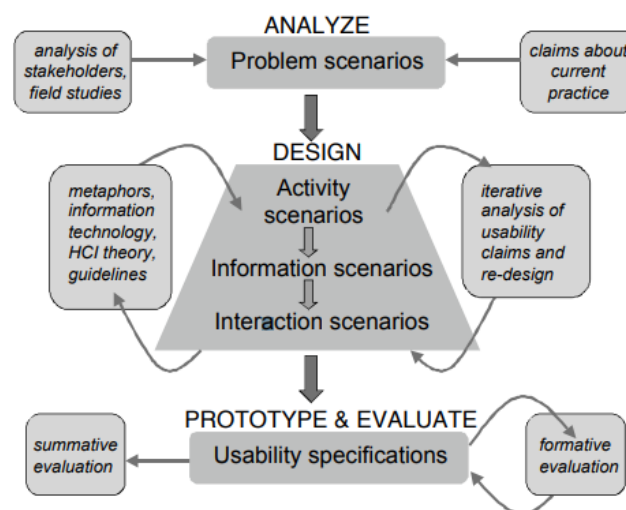 ANALYZE
analysis of
stakeholders,
field studies
Problem scenarios
claims about
current
practice
DESIGN
metaphors,
information
technology,
HCI theory,
guidelines
Activity
scenarios
Information scenarios
Interaction scenarios
iterative
analysis of
usability
claims and
re-design
PROTOTYPE & EVALUATE
summative
evaluation
Usability specifications
formative
evaluation